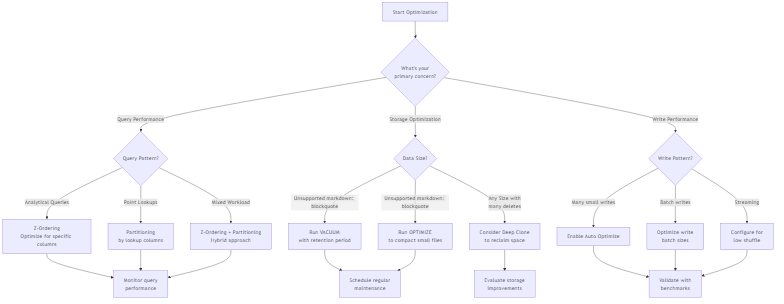 Start Optimization
What's your
primary concern?
Query Performance
Storage Optimization
Write Performance
Query Pattern?
Data Size?
Write Pattern?
Analytical Queries
Point Lookups
Mixed Workload
Unsupported markdown:
blockquote
Unsupported markdown:
blockquote
Any Size with
many deletes
Many small writes
Batch writes
Streaming
Z-Ordering
Optimize for specific
columns
Partitioning
by lookup columns
Z-Ordering + Partitioning
Hybrid approach
Run VACUUM
with retention period
Run OPTIMIZE
to compact small files
Consider Deep Clone
to reclaim space
Enable Auto Optimize
Optimize write
batch sizes
Configure for
low shuffle
Monitor query
performance
Schedule regular
maintenance
Evaluate storage
improvements
Validate with
benchmarks